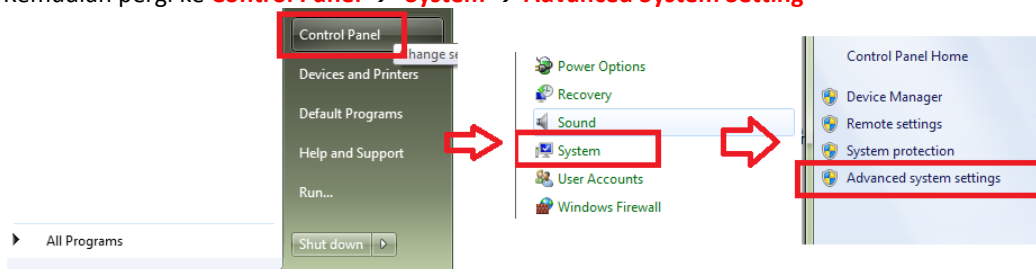 Kemudian pergi ke Control Panel → System → Advanced System Setting
Control Panel
Change se
Devices and Printers
Default Programs
Help and Support
Run...
All Programs
Shut down
Power Options
Recovery
Sound
System
User Accounts
Windows Firewall
Control Panel Home
Device Manager
Remote settings
System protection
Advanced system settings